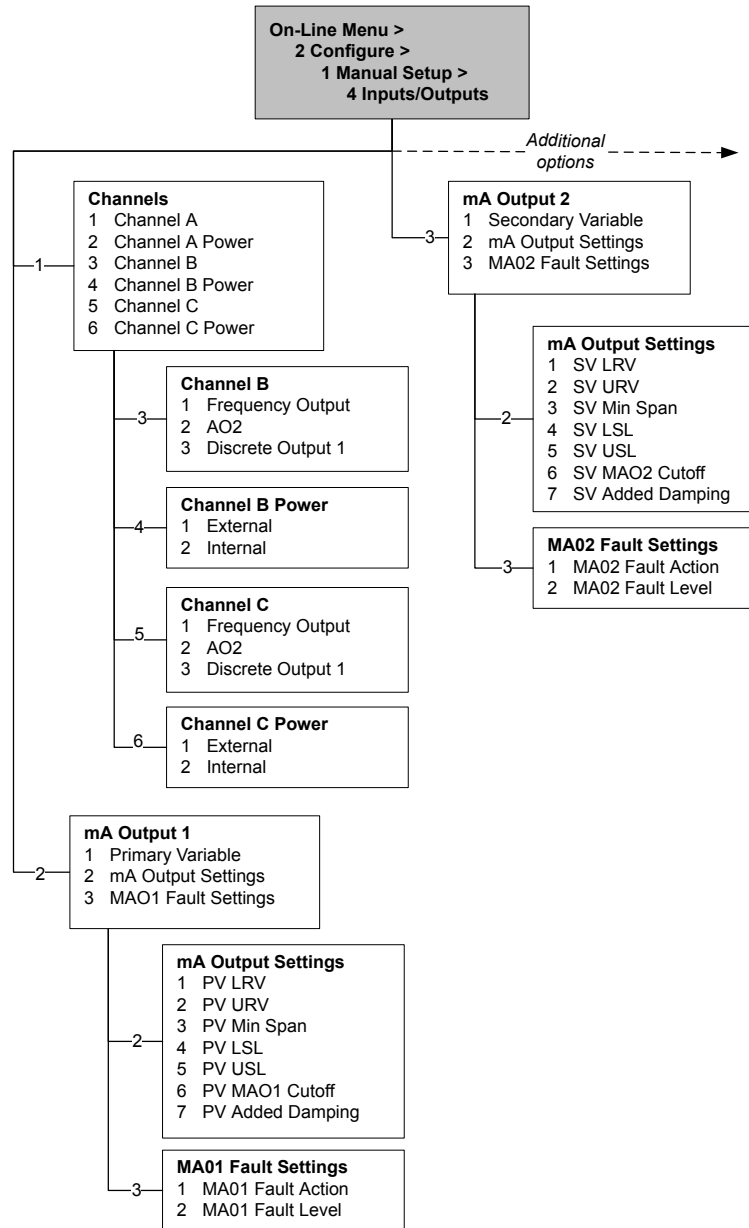 On-Line Menu >
2 Configure >
1 Manual Setup >
4 Inputs/Outputs
Additional
options
1
Channels
1 Channel A
2 Channel A Power
3 Channel B
4 Channel B Power
5 Channel C
6 Channel C Power
3
Channel B
1 Frequency Output
2 AO2
3 Discrete Output 1
4
Channel B Power
1 External
2 Internal
5
Channel C
1 Frequency Output
2 AO2
3 Discrete Output 1
6
Channel C Power
1 External
2 Internal
2
mA Output 1
1 Primary Variable
2 mA Output Settings
3 MAO1 Fault Settings
2
mA Output Settings
1 PV LRV
2 PV URV
3 PV Min Span
4 PV LSL
5 PV USL
6 PV MAO1 Cutoff
7 PV Added Damping
3
MA01 Fault Settings
1 MA01 Fault Action
2 MA01 Fault Level
3
mA Output 2
1 Secondary Variable
2 mA Output Settings
3 MA02 Fault Settings
2
mA Output Settings
1 SV LRV
2 SV URV
3 SV Min Span
4 SV LSL
5 SV USL
6 SV MAO2 Cutoff
7 SV Added Damping
3
MA02 Fault Settings
1 MA02 Fault Action
2 MA02 Fault Level